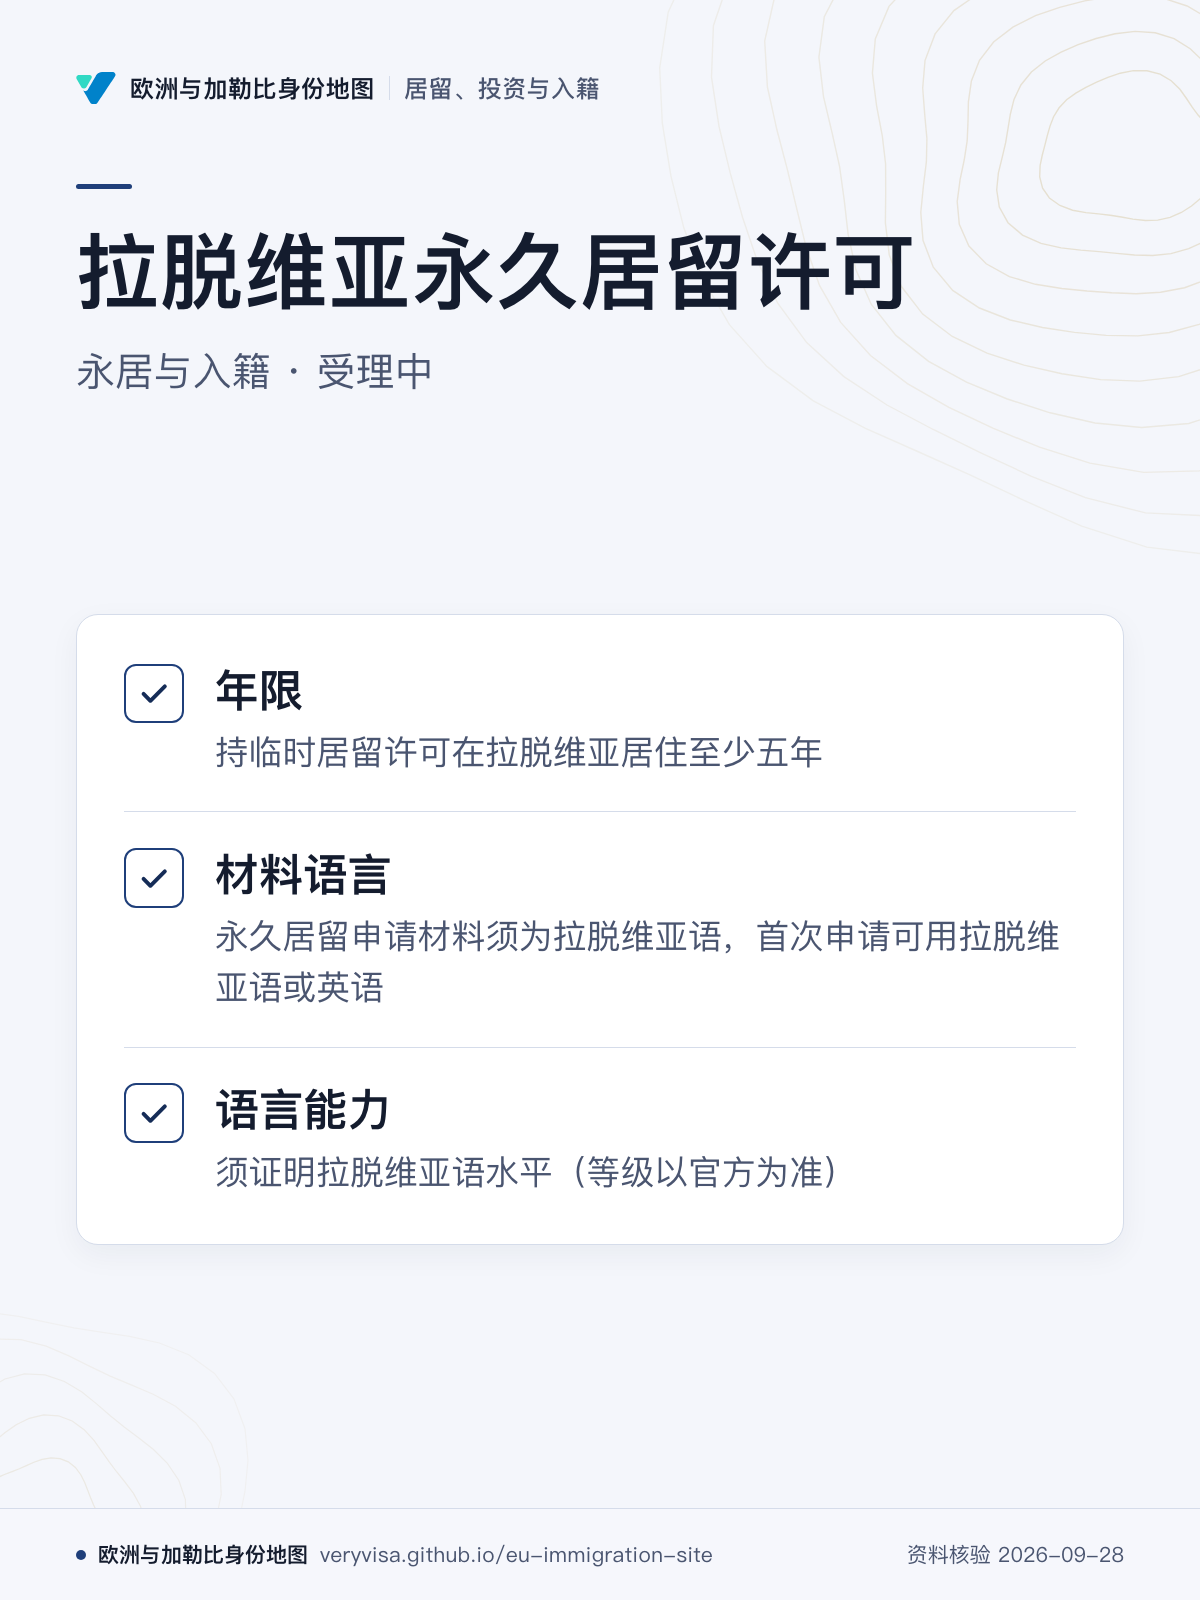 欧洲与加勒比身份地图 居留、投资与入籍
拉脱维亚永久居留许可
永居与入籍 · 受理中
年限
持临时居留许可在拉脱维亚居住至少五年
材料语言
永久居留申请材料须为拉脱维亚语，首次申请可用拉脱维
亚语或英语
语言能力
须证明拉脱维亚语水平（等级以官方为准）
欧洲与加勒比身份地图 veryvisa.github.io/eu-immigration-site 资料核验 2026-09-28